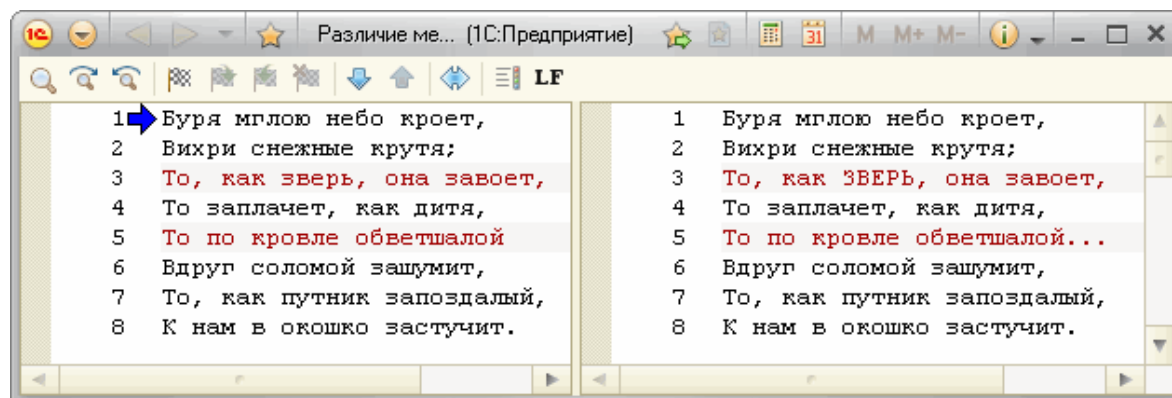 1С Различие ме... (1С:Предприятие) 31 M M+ M- i
LF
1 Буря мглою небо кроет,
2 Вихри снежные крутя;
3 То, как зверь, она завоет,
4 То заплачет, как дитя,
5 То по кровле обветшалой
6 Вдруг соломой зашумит,
7 То, как путник запоздалый,
8 К нам в окошко застучит.
1 Буря мглою небо кроет,
2 Вихри снежные крутя;
3 То, как ЗВЕРЬ, она завоет,
4 То заплачет, как дитя,
5 То по кровле обветшалой...
6 Вдруг соломой зашумит,
7 То, как путник запоздалый,
8 К нам в окошко застучит.